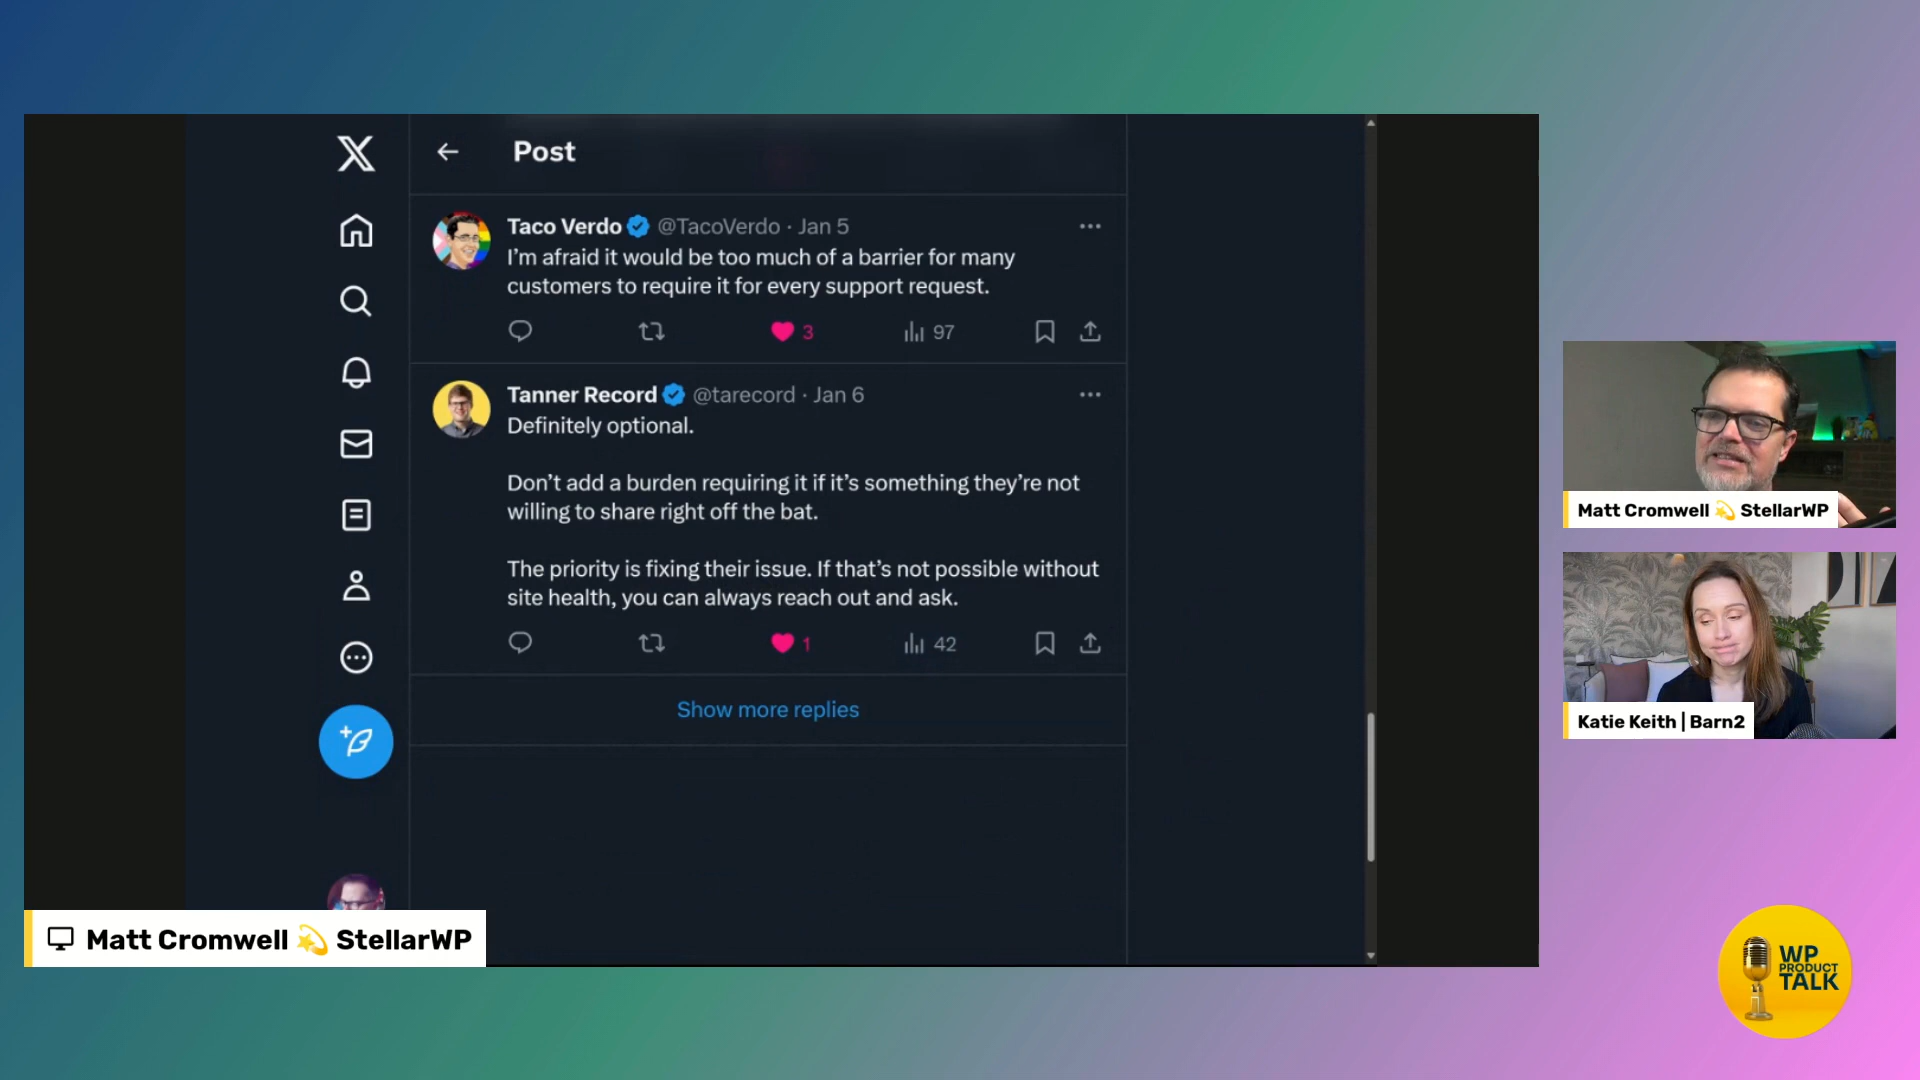 Post
Taco Verdo @TacoVerdo · Jan 5
I'm afraid it would be too much of a barrier for many
customers to require it for every support request.
3
97
Tanner Record @tarecord · Jan 6
Definitely optional.
Don't add a burden requiring it if it's something they're not
willing to share right off the bat.
The priority is fixing their issue. If that's not possible without
site health, you can always reach out and ask.
1
42
Show more replies
Matt Cromwell 💫 StellarWP
Matt Cromwell 💫 StellarWP
Katie Keith | Barn2
WP
PRODUCT
TALK